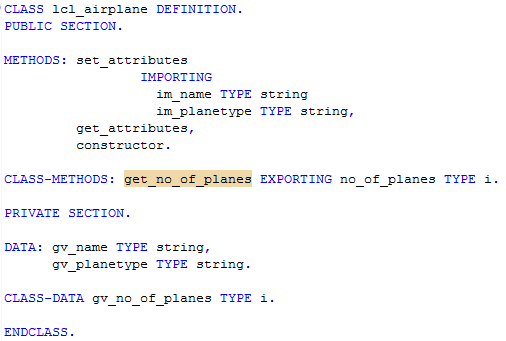 CLASS lcl_airplane DEFINITION.
PUBLIC SECTION.
METHODS: set_attributes
IMPORTING
im_name TYPE string
im_planetype TYPE string,
get_attributes,
constructor.
CLASS-METHODS: get_no_of_planes EXPORTING no_of_planes TYPE i.
PRIVATE SECTION.
DATA: gv_name TYPE string,
gv_planetype TYPE string.
CLASS-DATA gv_no_of_planes TYPE i.
ENDCLASS.